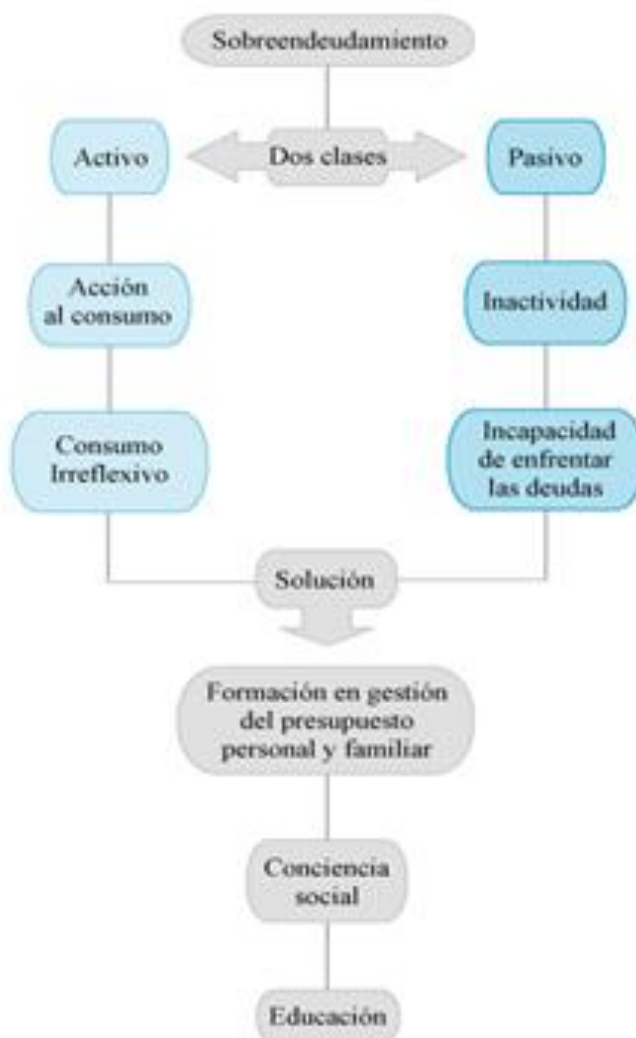 Sobreendeudamiento
Activo
Dos clases
Pasivo
Acción
al consumo
Inactividad
Consumo
Irreflexivo
Incapacidad
de enfrentar
las deudas
Solución
Formación en gestión
del presupuesto
personal y familiar
Conciencia
social
Educación